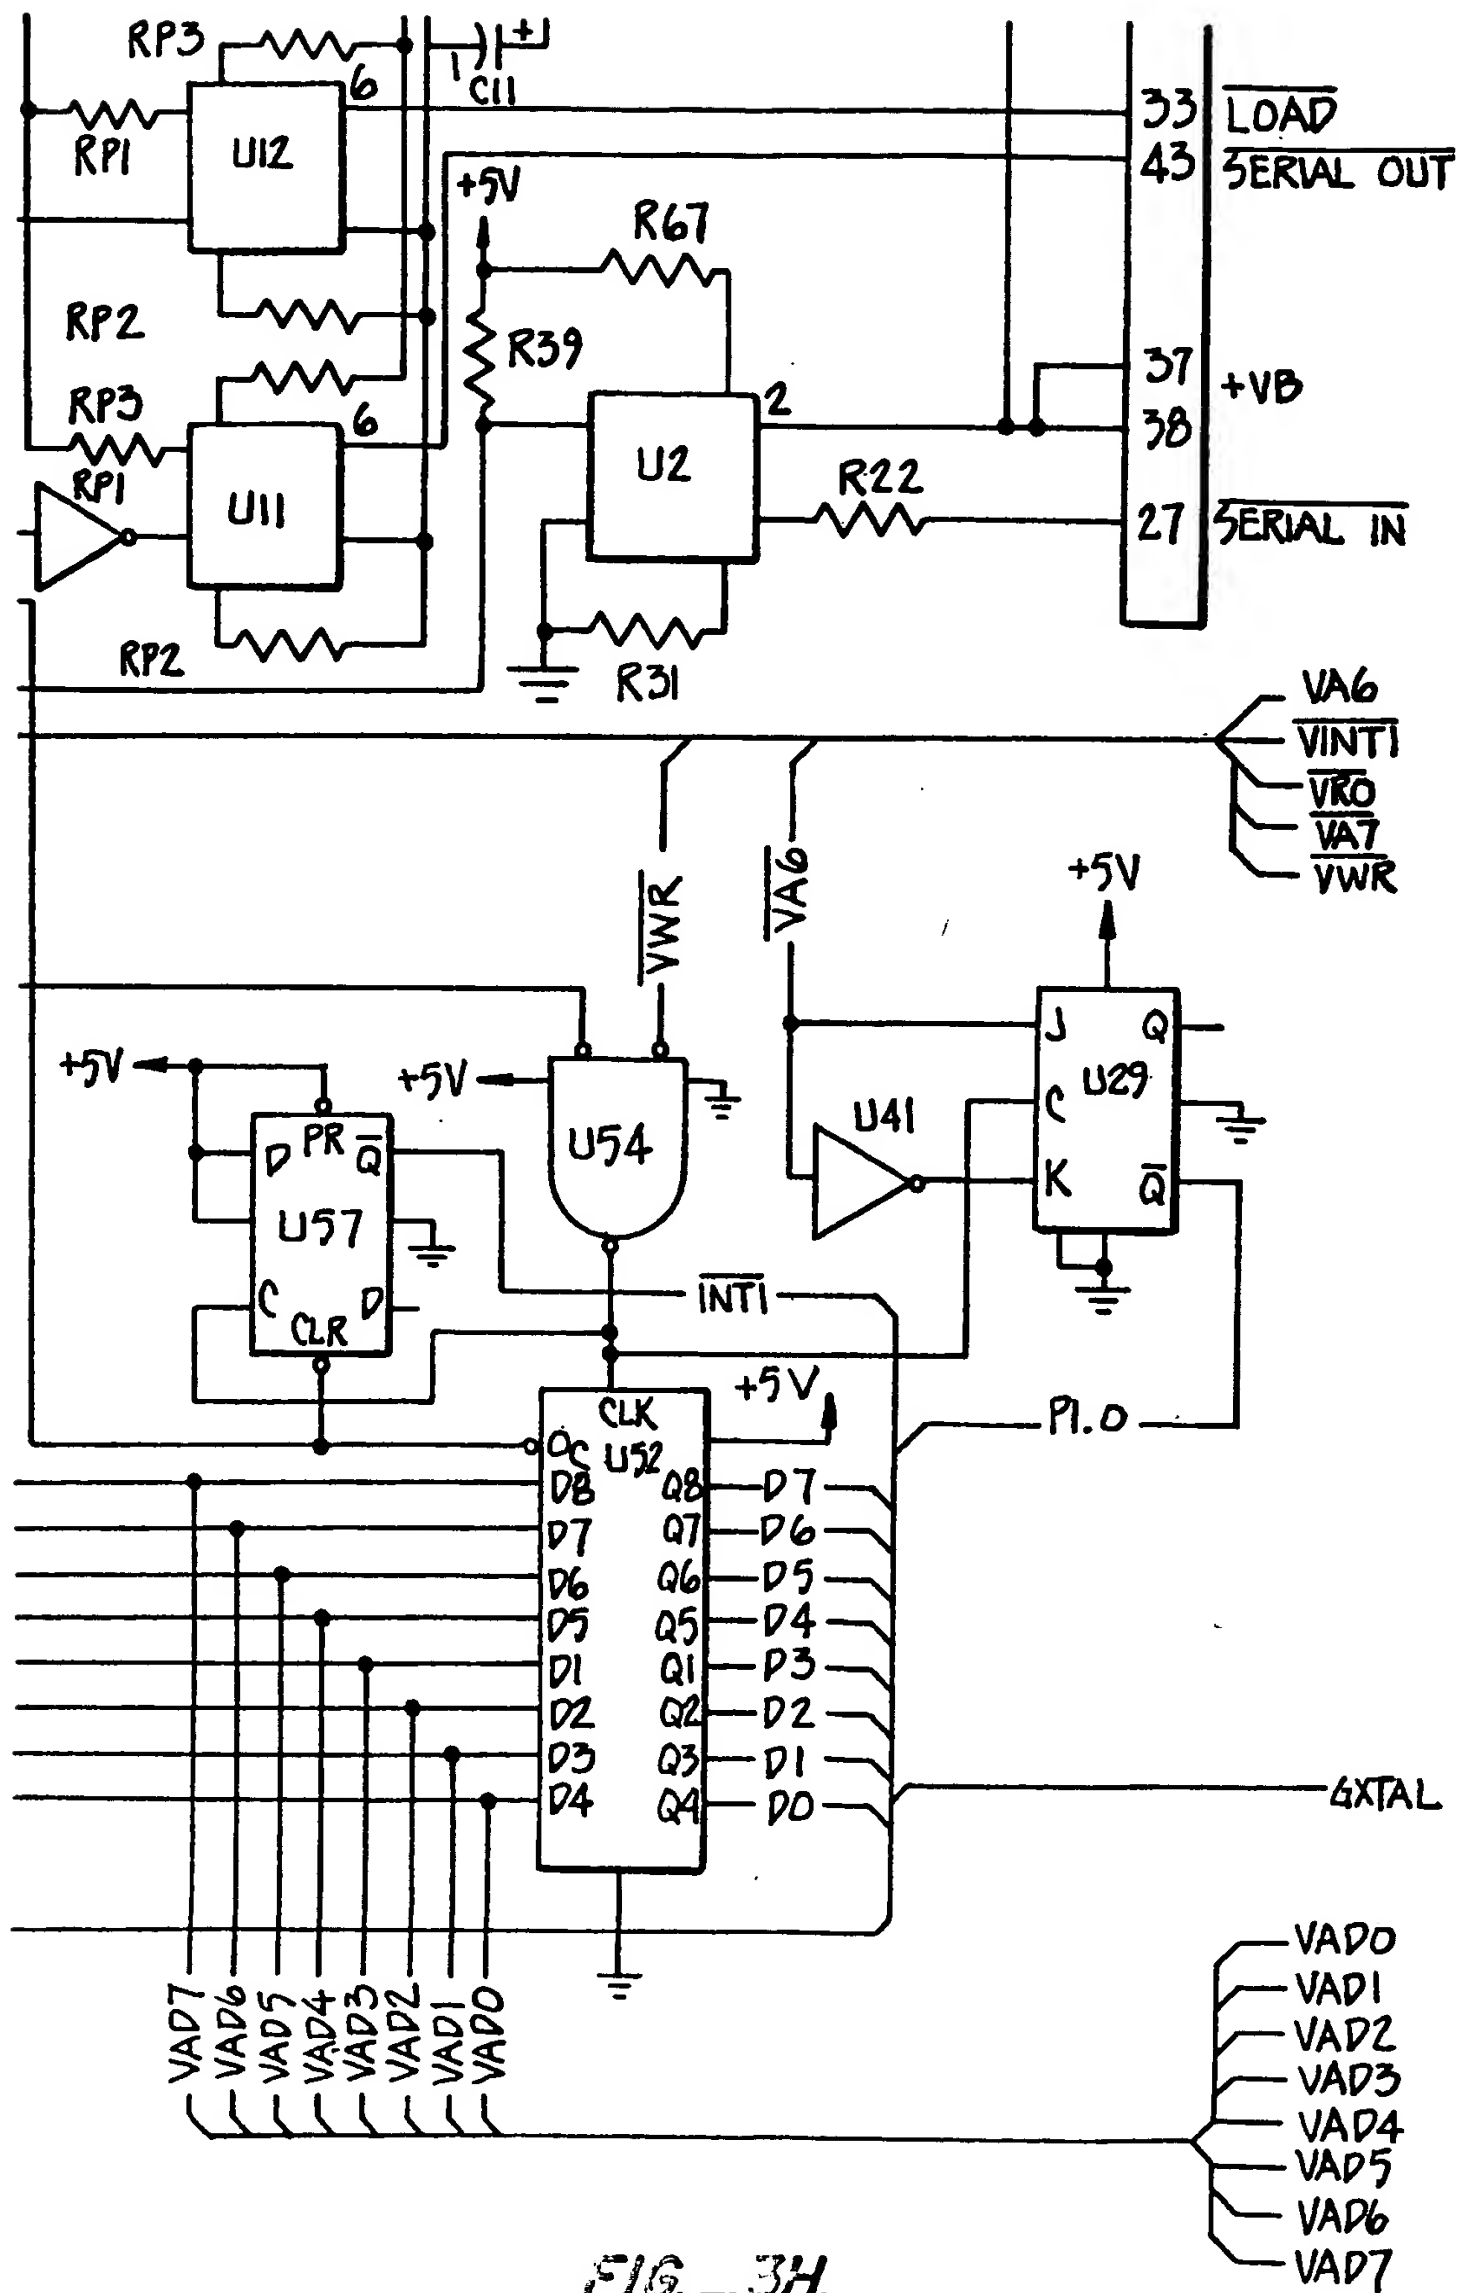 RP3
+
6
1
C11
33 LOAD
RP1
U12
43 SERIAL OUT
+5V
R67
RP2
R39
37
+VB
RP3
6
2
38
RP1
U11
U2
R22
27 SERIAL IN
RP2
R31
VA6
VINT1
VRO
VA7
VWR
VWR
VA6
+5V
+5V
+5V
J Q
U29
C
K Q
U41
U54
PR
D Q
U57
C D
CLR
INT1
+5V
P1.0
CLK
OC U52
D8 Q8 D7
D7 Q7 D6
D6 Q6 D5
D5 Q5 D4
D1 Q1 D3
D2 Q2 D2
D3 Q3 D1
D4 Q4 D0
GXTAL
VAD7
VAD6
VAD5
VAD4
VAD3
VAD2
VAD1
VAD0
VAD0
VAD1
VAD2
VAD3
VAD4
VAD5
VAD6
VAD7
FIG. 3H